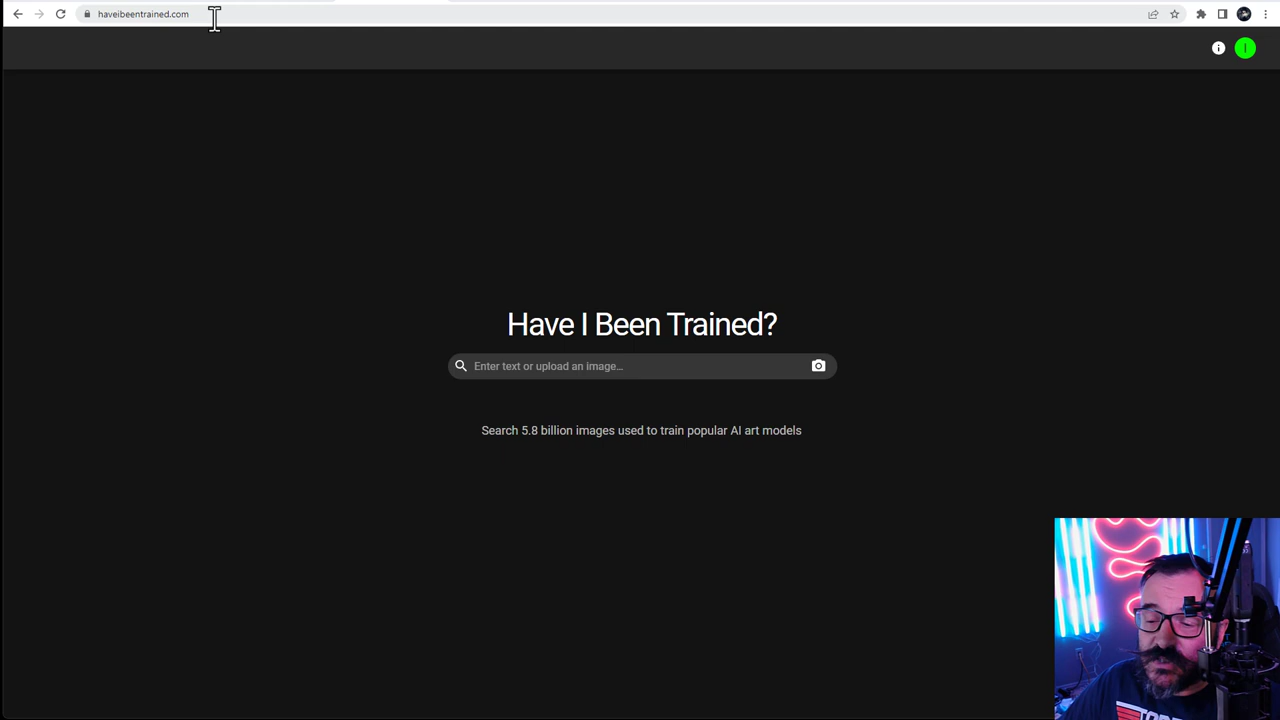 haveibeentrained.com
Have I Been Trained?
Enter text or upload an image...
Search 5.8 billion images used to train popular AI art models